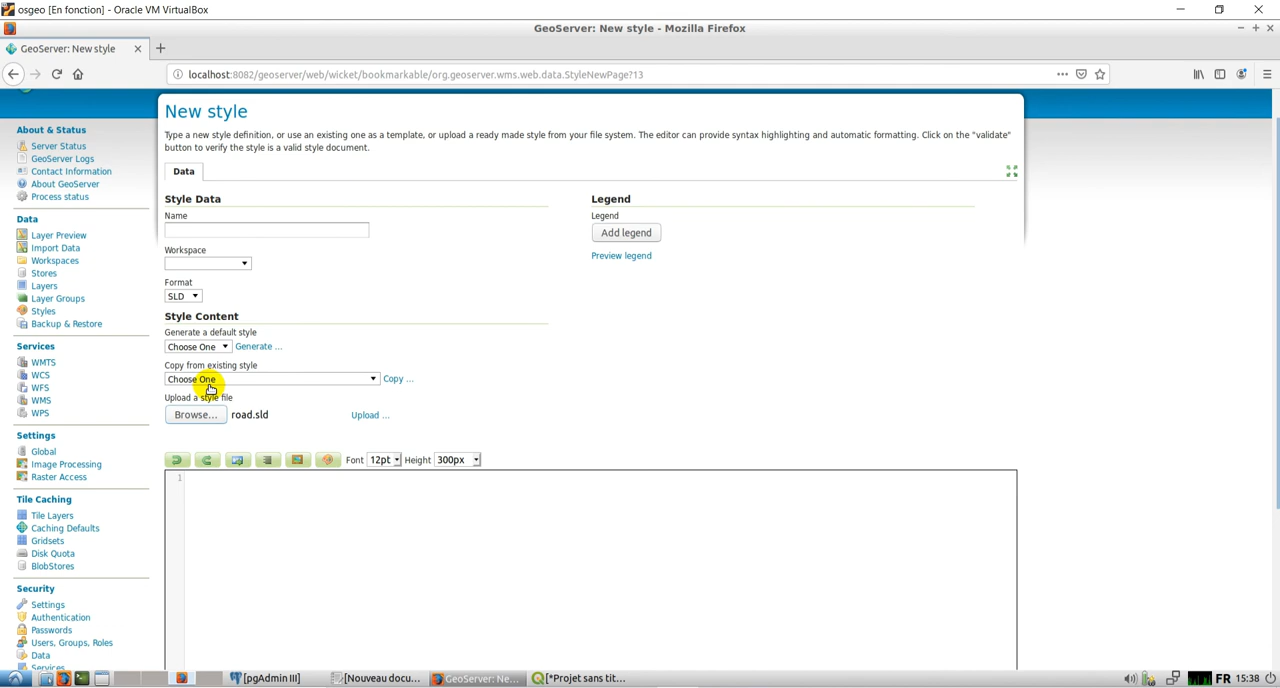 osgeo [En fonction] - Oracle VM VirtualBox
GeoServer: New style - Mozilla Firefox
GeoServer: New style
localhost:8082/geoserver/web/wicket/bookmarkable/org.geoserver.wms.web.data.StyleNewPage?13
New style
Type a new style definition, or use an existing one as a template, or upload a ready made style from your file system. The editor can provide syntax highlighting and automatic formatting. Click on the "validate"
button to verify the style is a valid style document.
Data
About & Status
Server Status
GeoServer Logs
Contact Information
About GeoServer
Process status
Data
Layer Preview
Import Data
Workspaces
Stores
Layers
Layer Groups
Styles
Backup & Restore
Services
WMTS
WCS
WFS
WMS
WPS
Settings
Global
Image Processing
Raster Access
Tile Caching
Tile Layers
Caching Defaults
Gridsets
Disk Quota
BlobStores
Security
Settings
Authentication
Passwords
Users, Groups, Roles
Data
Services
Style Data
Name
Workspace
Format
SLD
Style Content
Generate a default style
Choose One Generate ...
Copy from existing style
Choose One Copy ...
Upload a style file
Browse... road.sld Upload ...
Legend
Legend
Add legend
Preview legend
Font 12pt Height 300px
1
[pgAdmin III] [Nouveau docu... GeoServer: Ne... [*Projet sans tit... FR 15:38